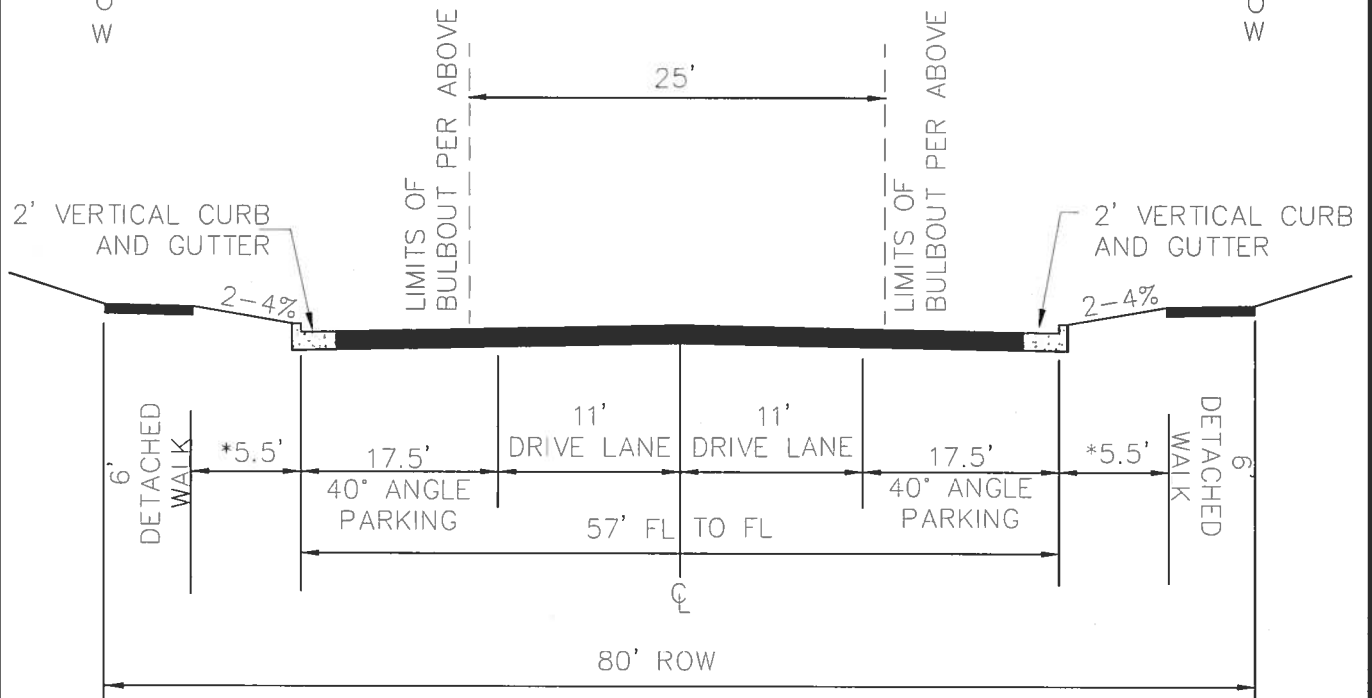 O
W
O
W
LIMITS OF
BULBOUT PER ABOVE
25'
LIMITS OF
BULBOUT PER ABOVE
2' VERTICAL CURB
AND GUTTER
2' VERTICAL CURB
AND GUTTER
2-4%
2-4%
6'
DETACHED
WALK
*5.5'
17.5'
40° ANGLE
PARKING
11'
DRIVE LANE
11'
DRIVE LANE
17.5'
40° ANGLE
PARKING
*5.5'
6'
DETACHED
WALK
57' FL TO FL
℄
80' ROW